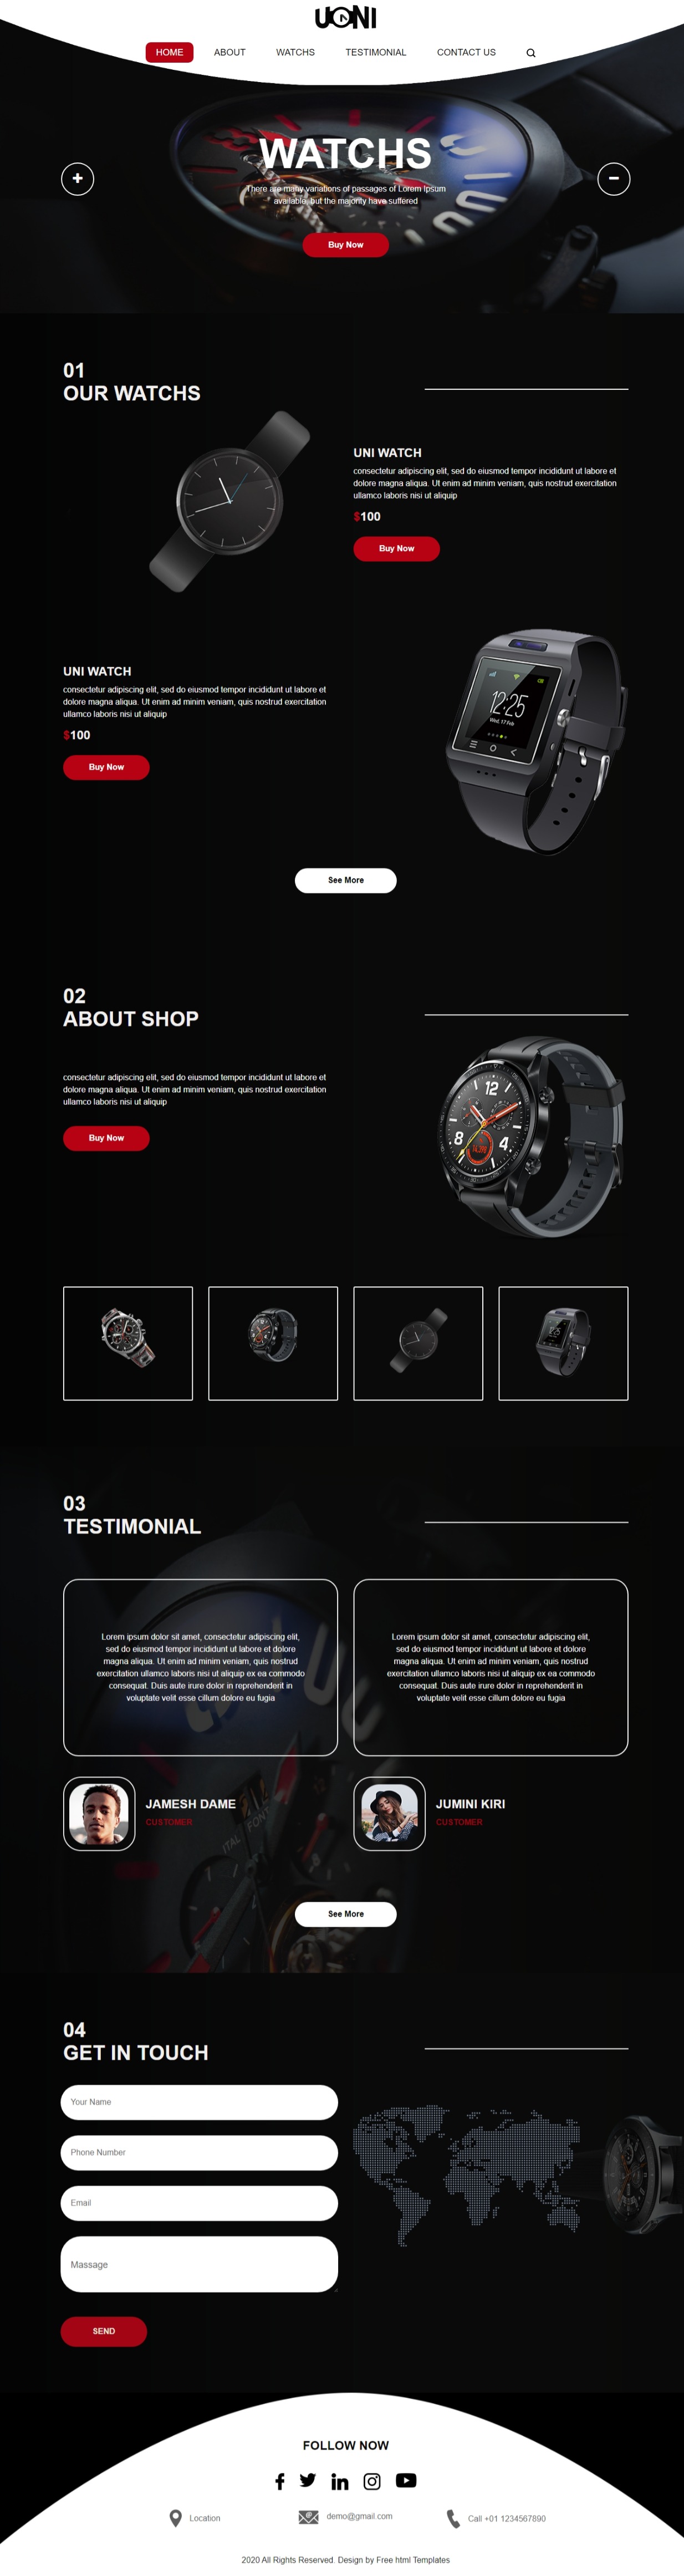 UONI
HOME ABOUT WATCHS TESTIMONIAL CONTACT US
WATCHS
There are many variations of passages of Lorem Ipsum
available, but the majority have suffered
Buy Now
01
OUR WATCHS
UNI WATCH
consectetur adipiscing elit, sed do eiusmod tempor incididunt ut labore et
dolore magna aliqua. Ut enim ad minim veniam, quis nostrud exercitation
ullamco laboris nisi ut aliquip
$100
Buy Now
UNI WATCH
consectetur adipiscing elit, sed do eiusmod tempor incididunt ut labore et
dolore magna aliqua. Ut enim ad minim veniam, quis nostrud exercitation
ullamco laboris nisi ut aliquip
$100
Buy Now
12:25
Wed, 17 Feb
See More
02
ABOUT SHOP
consectetur adipiscing elit, sed do eiusmod tempor incididunt ut labore et
dolore magna aliqua. Ut enim ad minim veniam, quis nostrud exercitation
ullamco laboris nisi ut aliquip
Buy Now
12
8 4
03
TESTIMONIAL
Lorem ipsum dolor sit amet, consectetur adipiscing elit,
sed do eiusmod tempor incididunt ut labore et dolore
magna aliqua. Ut enim ad minim veniam, quis nostrud
exercitation ullamco laboris nisi ut aliquip ex ea commodo
consequat. Duis aute irure dolor in reprehenderit in
voluptate velit esse cillum dolore eu fugia
Lorem ipsum dolor sit amet, consectetur adipiscing elit,
sed do eiusmod tempor incididunt ut labore et dolore
magna aliqua. Ut enim ad minim veniam, quis nostrud
exercitation ullamco laboris nisi ut aliquip ex ea commodo
consequat. Duis aute irure dolor in reprehenderit in
voluptate velit esse cillum dolore eu fugia
JAMESH DAME
CUSTOMER
JUMINI KIRI
CUSTOMER
See More
04
GET IN TOUCH
Your Name
Phone Number
Email
Massage
SEND
FOLLOW NOW
Location
demo@gmail.com
Call +01 1234567890
2020 All Rights Reserved. Design by Free html Templates